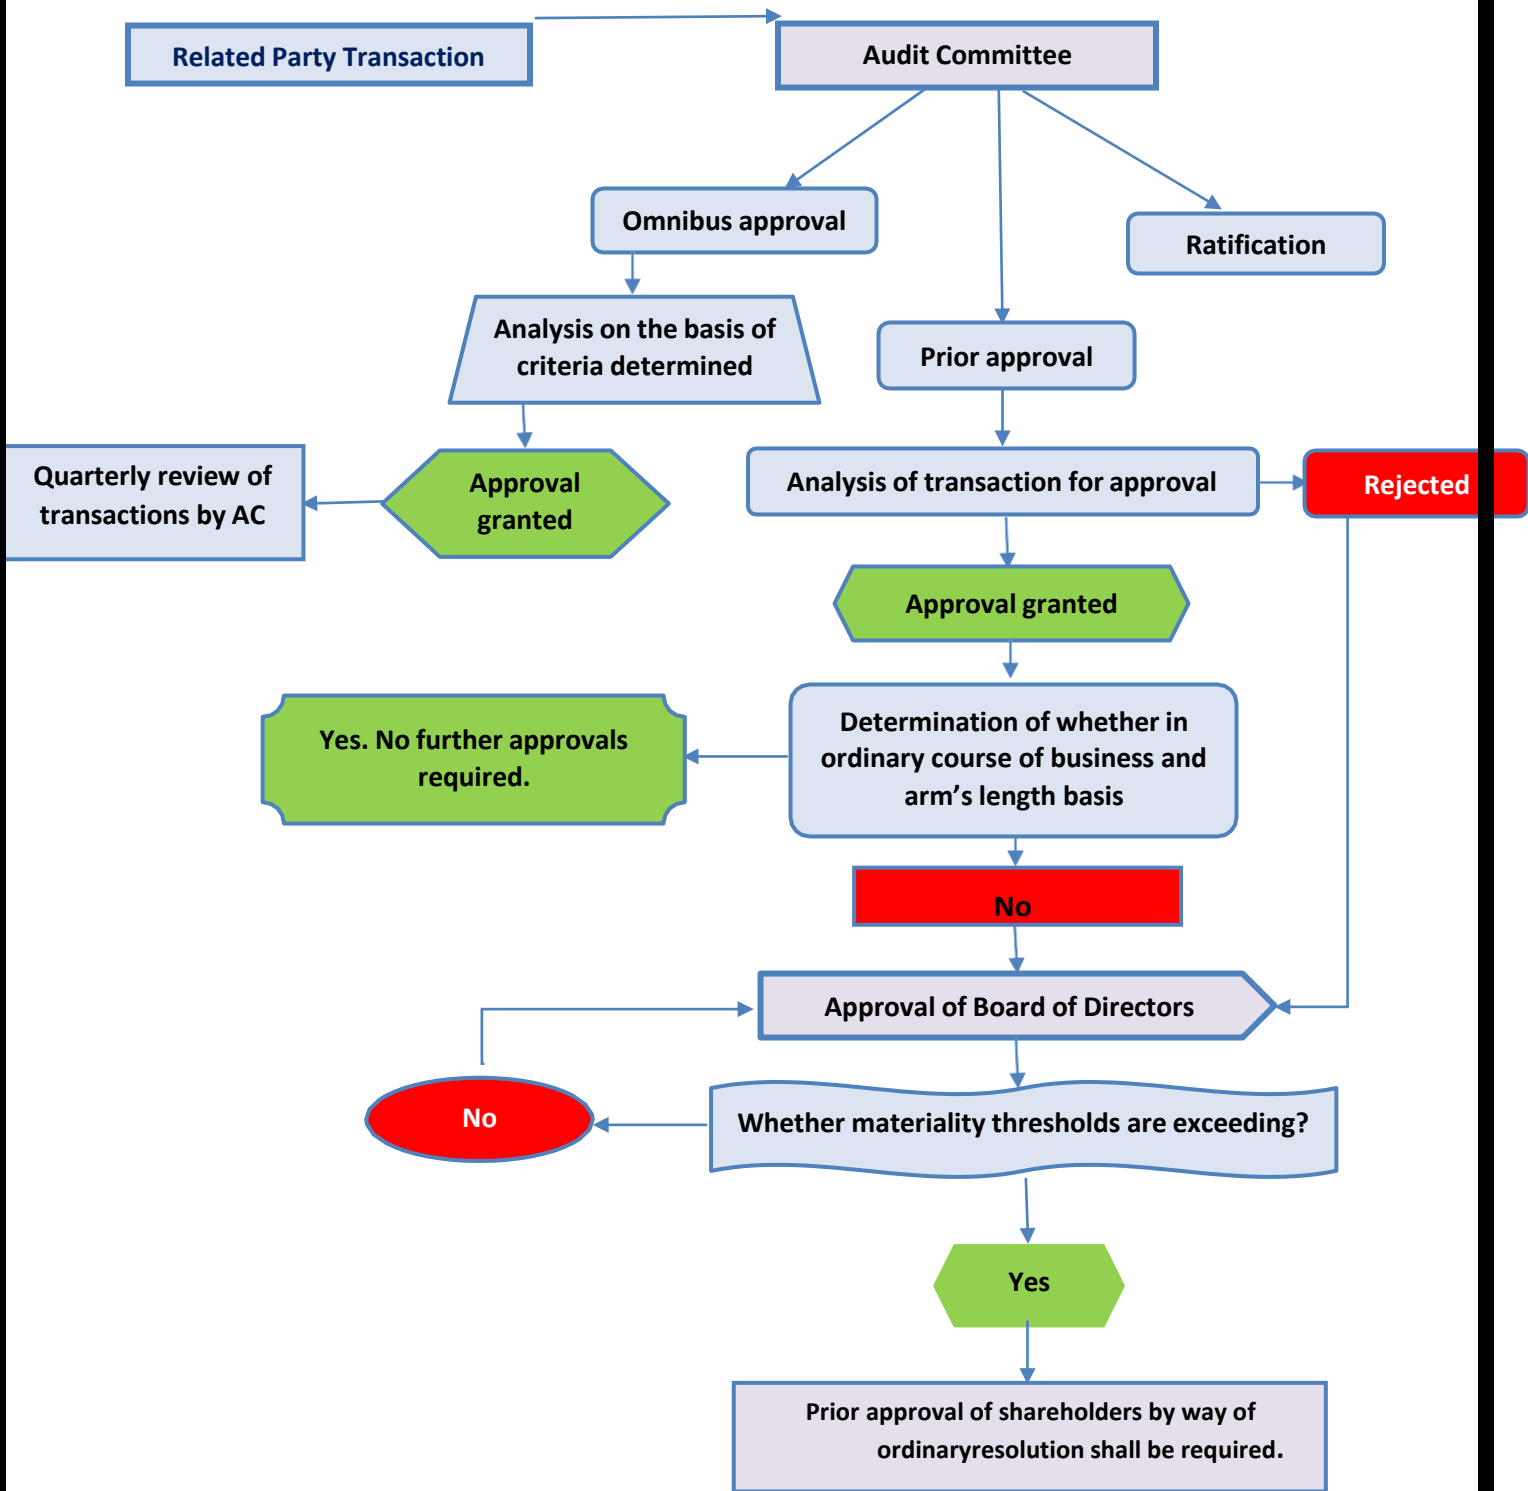 Related Party Transaction
Audit Committee
Omnibus approval
Ratification
Analysis on the basis of
criteria determined
Prior approval
Quarterly review of
transactions by AC
Approval
granted
Analysis of transaction for approval
Rejected
Approval granted
Yes. No further approvals
required.
Determination of whether in
ordinary course of business and
arm’s length basis
No
Approval of Board of Directors
No
Whether materiality thresholds are exceeding?
Yes
Prior approval of shareholders by way of
ordinaryresolution shall be required.